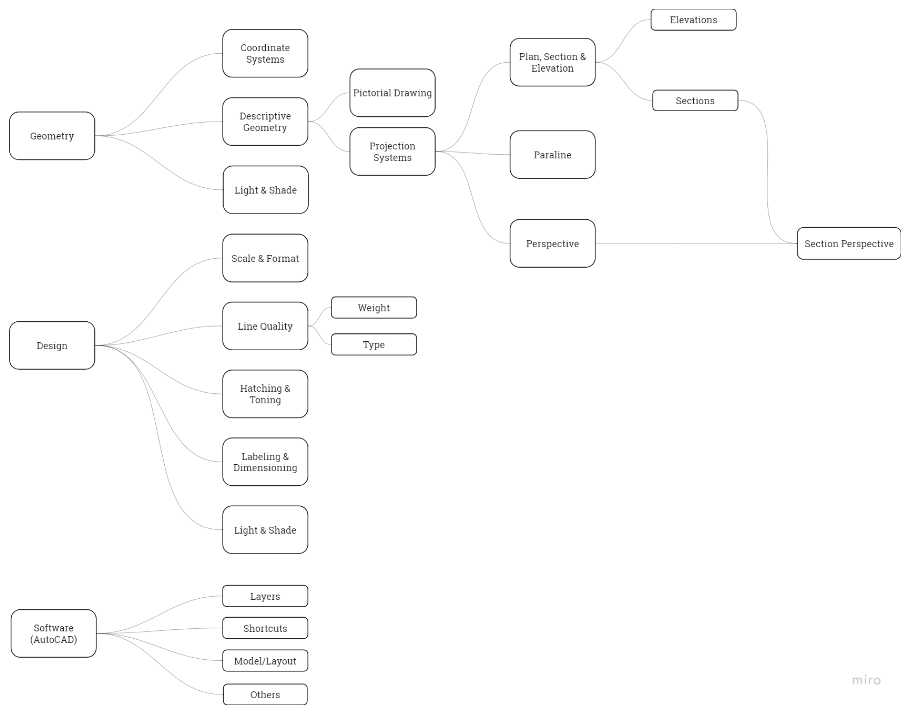 Geometry
Coordinate
Systems
Descriptive
Geometry
Light & Shade
Pictorial Drawing
Projection
Systems
Plan, Section &
Elevation
Paraline
Perspective
Elevations
Sections
Section Perspective
Design
Scale & Format
Line Quality
Weight
Type
Hatching &
Toning
Labeling &
Dimensioning
Light & Shade
Software
(AutoCAD)
Layers
Shortcuts
Model/Layout
Others
miro